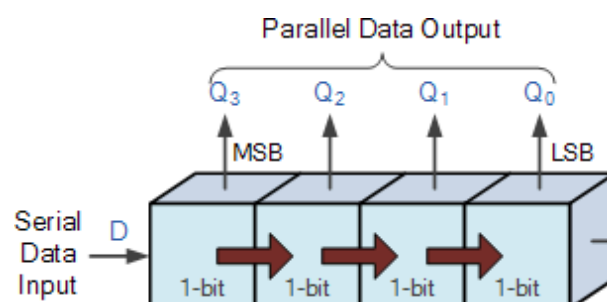 Parallel Data Output
Q₃ Q₂ Q₁ Q₀
MSB LSB
Serial
Data
Input
D
1-bit 1-bit 1-bit 1-bit